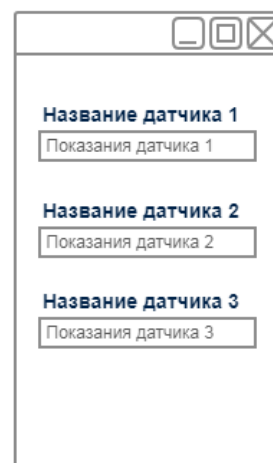 Название датчика 1
Показания датчика 1
Название датчика 2
Показания датчика 2
Название датчика 3
Показания датчика 3